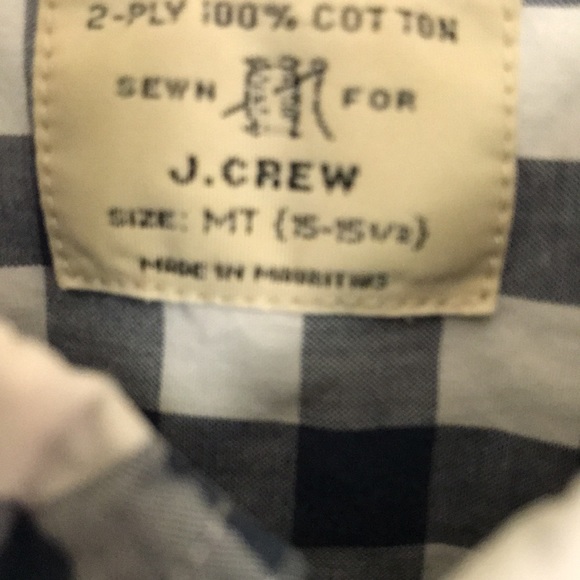 2-PLY 100% COTTON
SEWN FOR
J.CREW
SIZE: MT {15-15 1/2}
MADE IN MAURITIUS